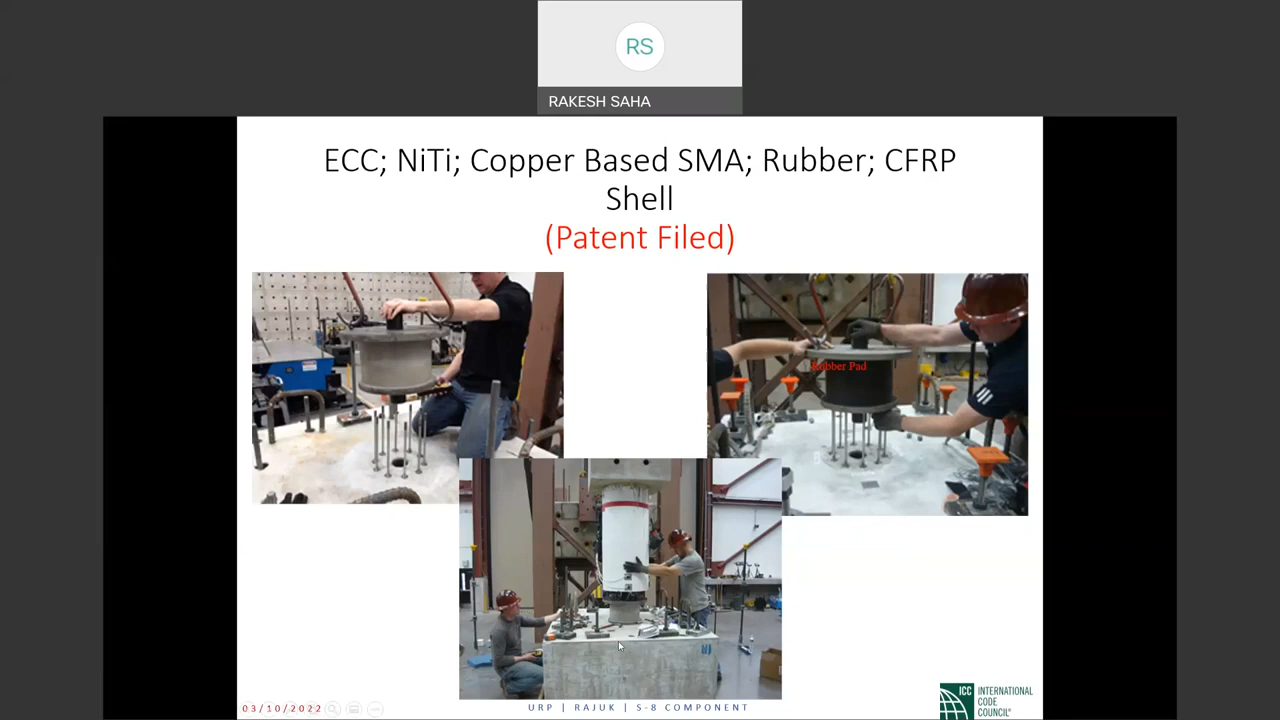 RS
RAKESH SAHA
ECC; NiTi; Copper Based SMA; Rubber; CFRP
Shell
(Patent Filed)
Rubber Pad
03/10/2022
URP | RAJUK | S-8 COMPONENT
ICC
INTERNATIONAL
CODE
COUNCIL